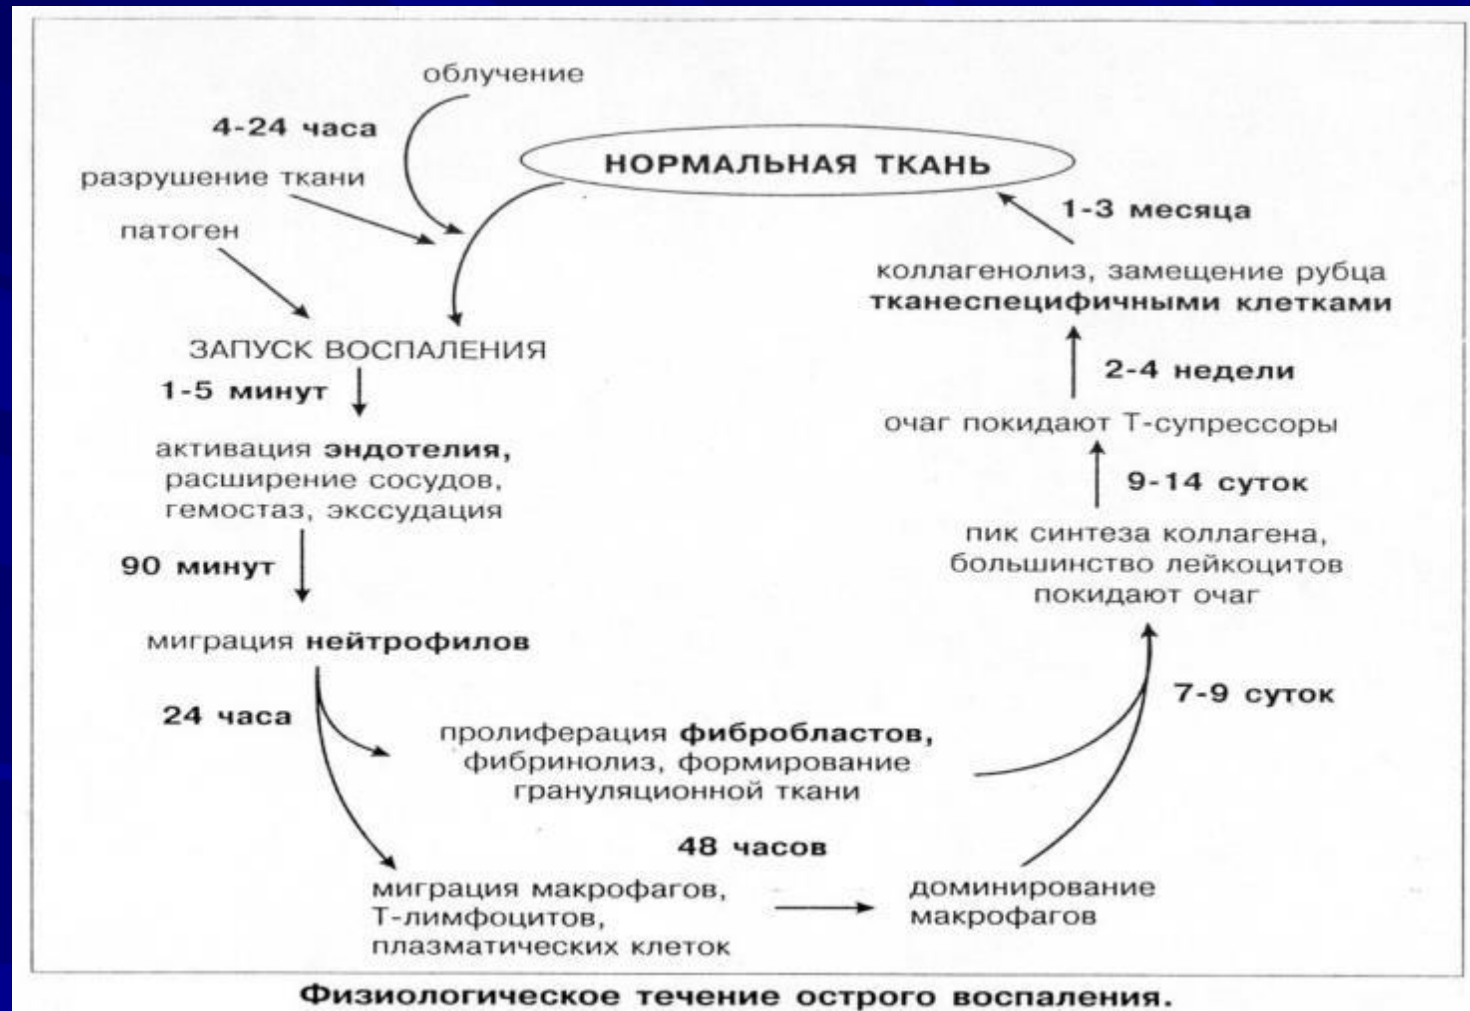 облучение
4-24 часа
НОРМАЛЬНАЯ ТКАНЬ
разрушение ткани
патоген
ЗАПУСК ВОСПАЛЕНИЯ
1-5 минут
активация эндотелия,
расширение сосудов,
гемостаз, экссудация
90 минут
миграция нейтрофилов
24 часа
пролиферация фибробластов,
фибринолиз, формирование
грануляционной ткани
48 часов
миграция макрофагов,
Т-лимфоцитов,
плазматических клеток
доминирование
макрофагов
7-9 суток
пик синтеза коллагена,
большинство лейкоцитов
покидают очаг
9-14 суток
очаг покидают Т-супрессоры
2-4 недели
коллагенолиз, замещение рубца
тканеспецифичными клетками
1-3 месяца
Физиологическое течение острого воспаления.